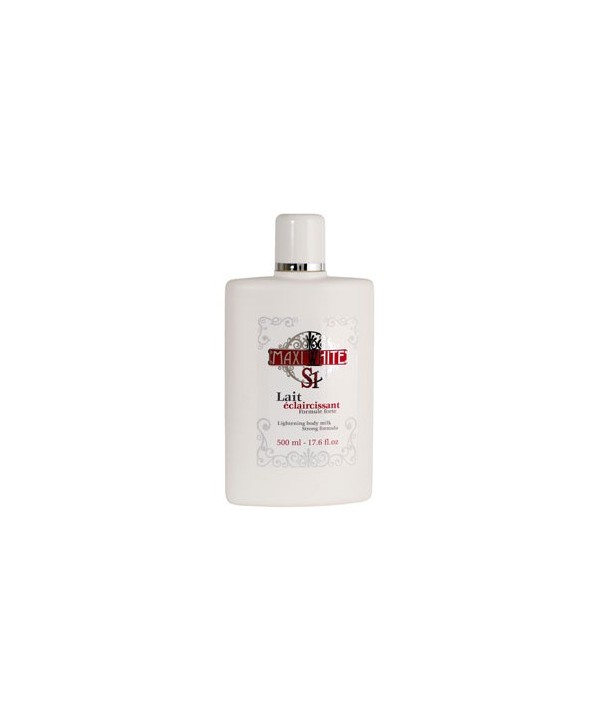 MAXI WHITE
S1
Lait
éclaircissant
Formule forte
Lightening body milk
Strong formula
500 ml - 17.6 fl.oz